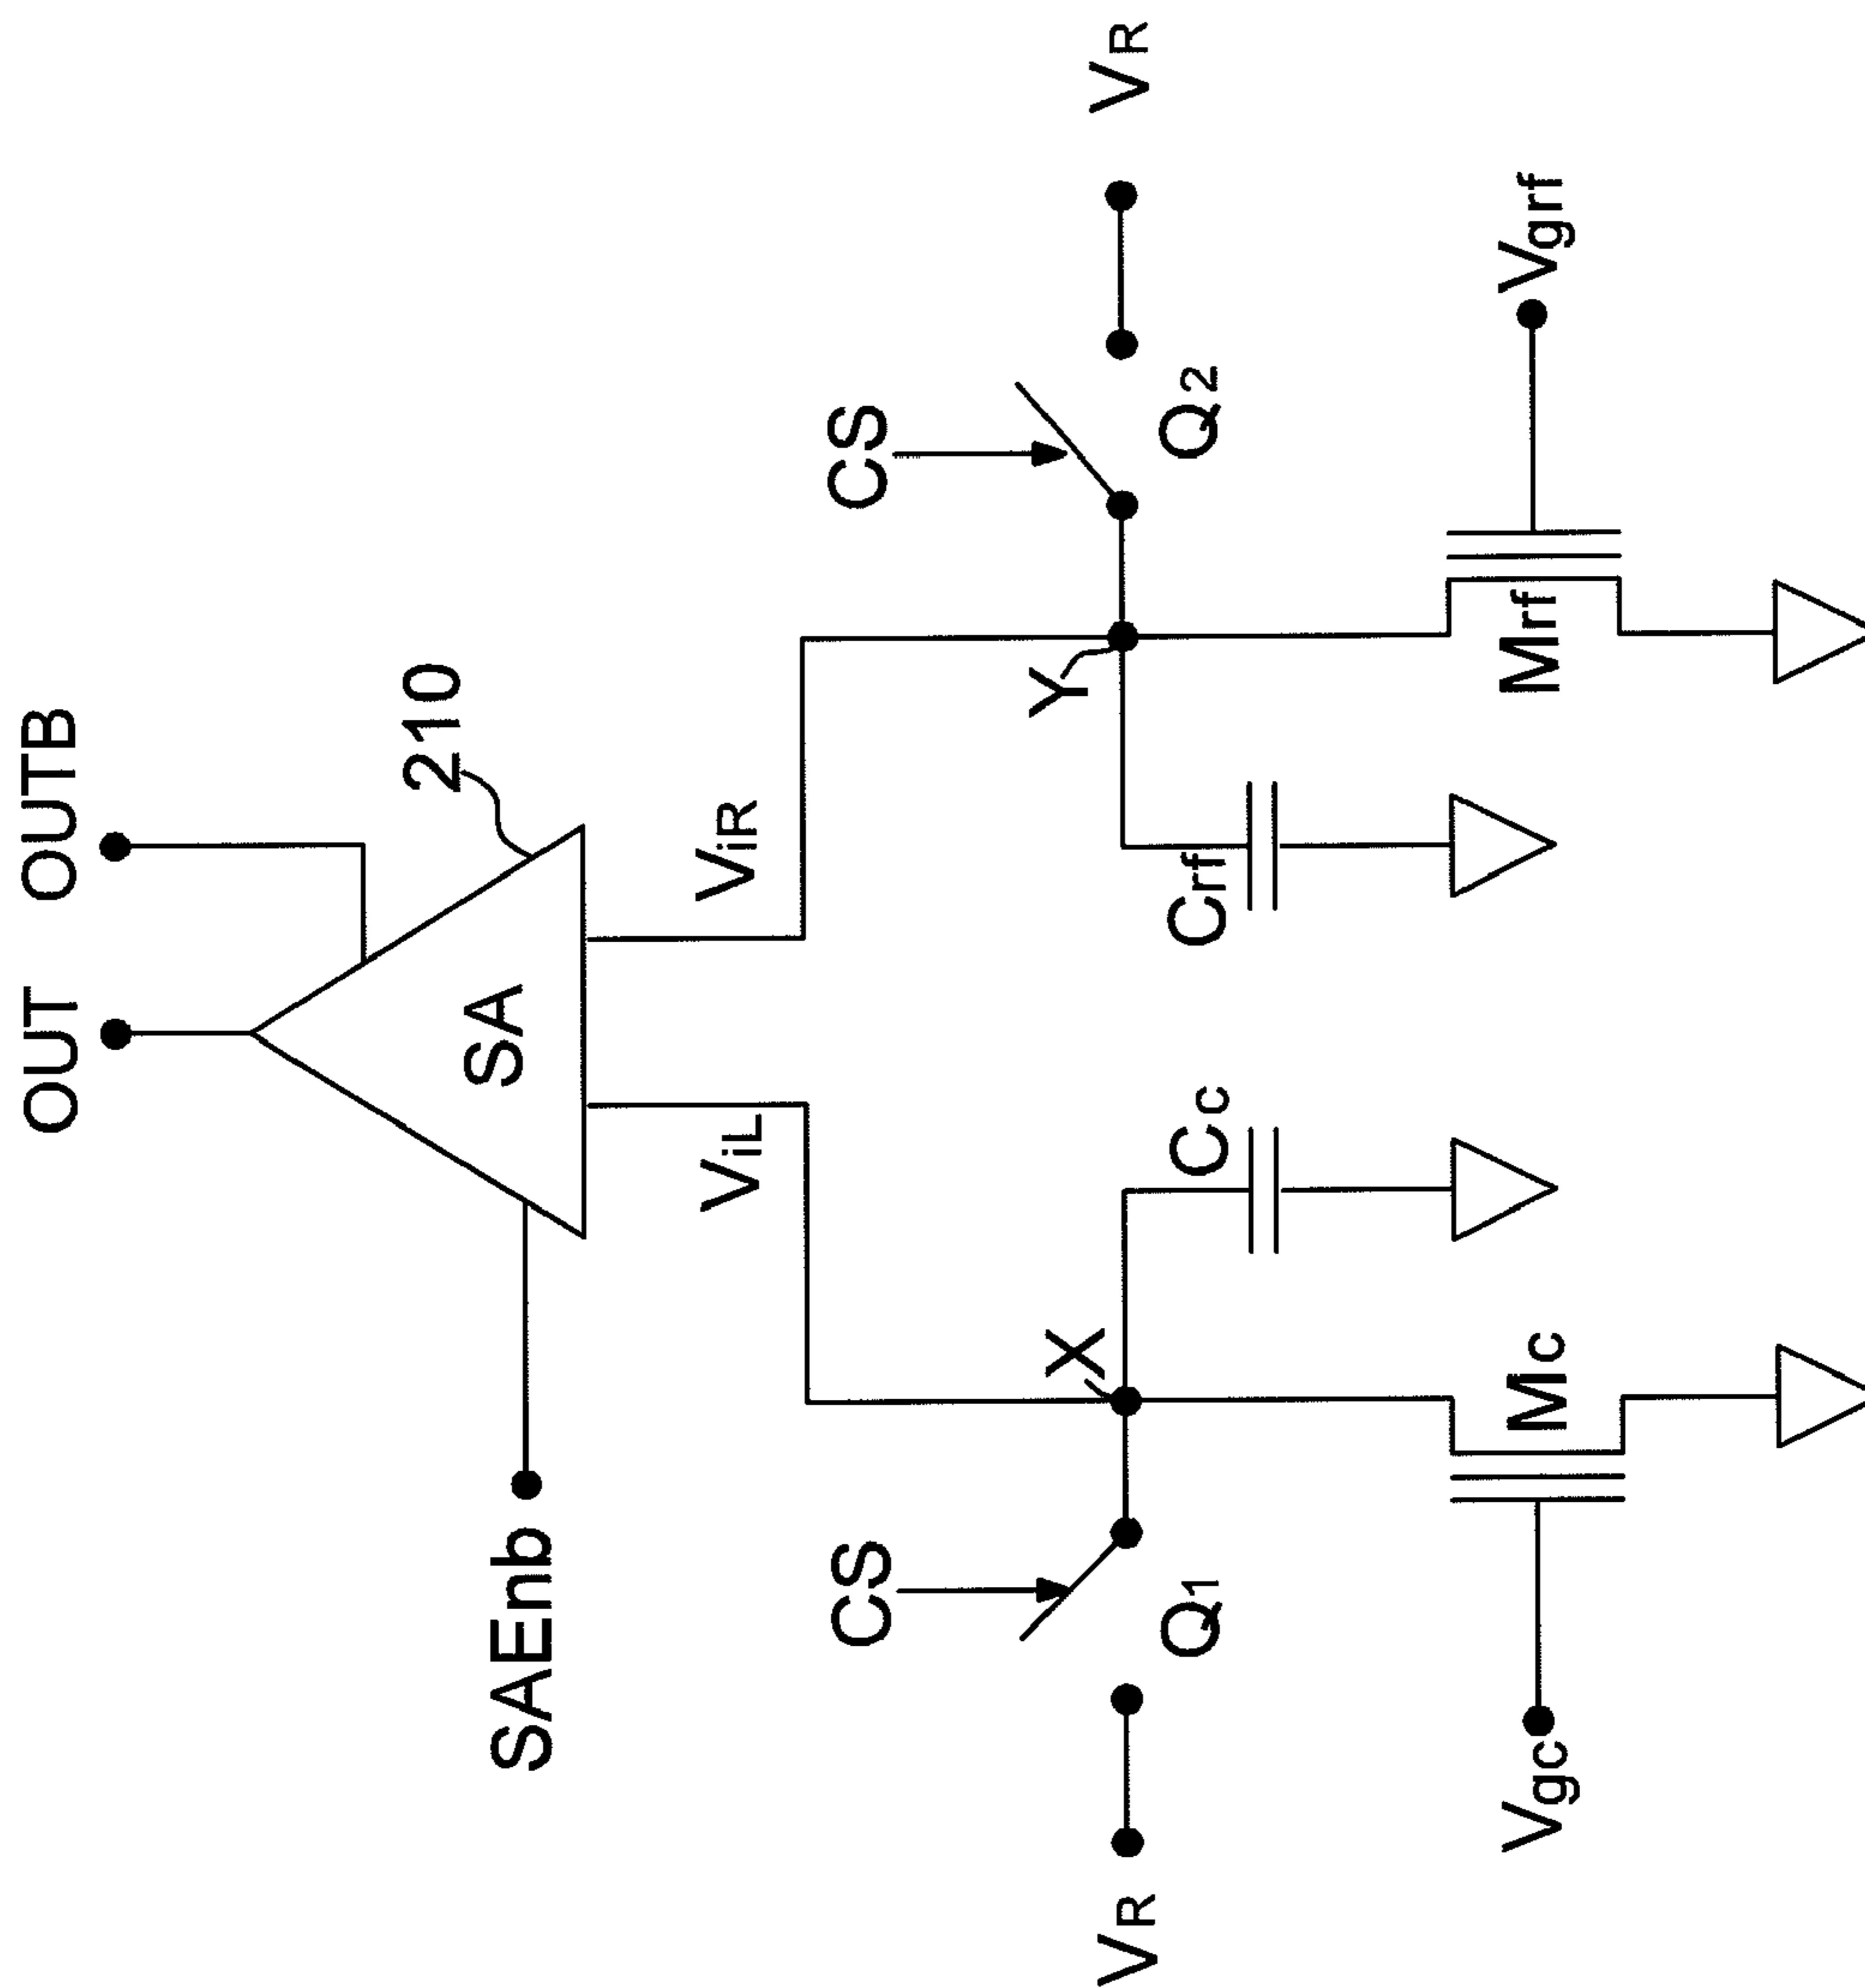 OUT
OUTB
210
SA
SAEnb
ViL
ViR
CS
CS
X
Y
VR
Q1
Cc
Crf
Q2
VR
Vgc
Mc
Mrf
Vgrf